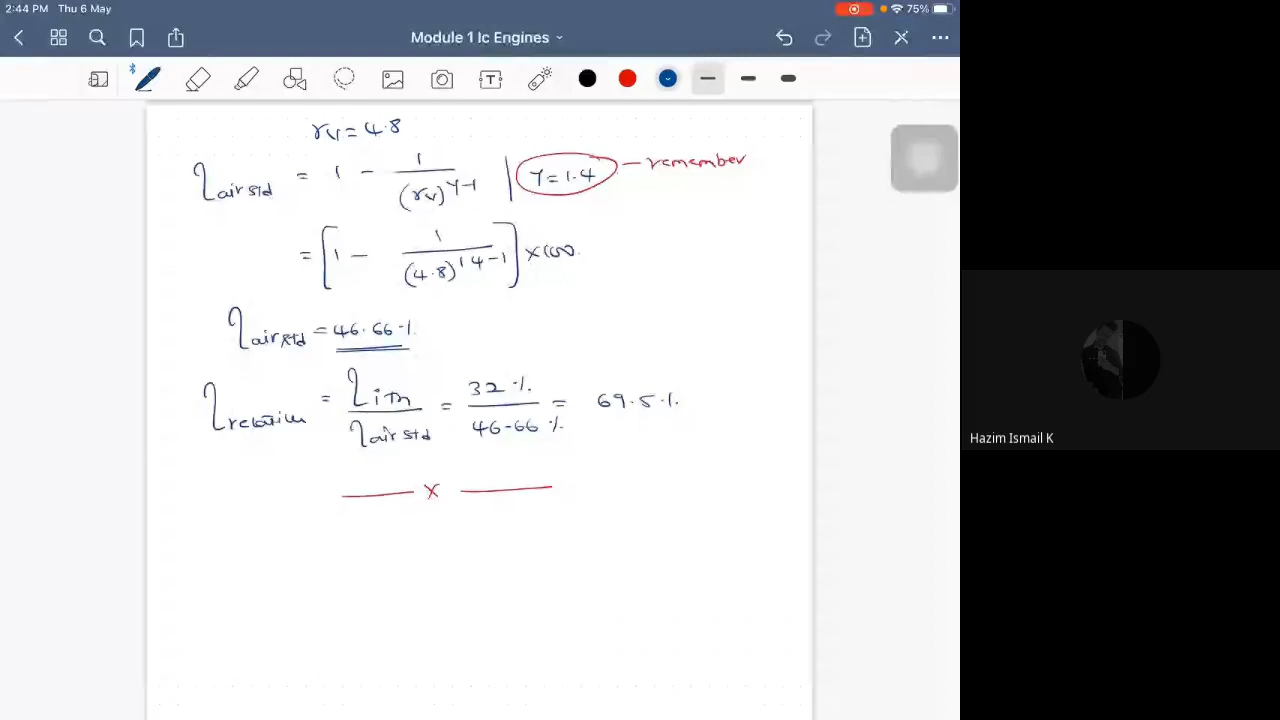 2:44 PM Thu 6 May
75%
Module 1 Ic Engines
T
rv = 4.8
η air std = 1 - 1/(rv)^γ-1 | γ = 1.4 — remember
= [1 - 1/(4.8)^1.4-1] × 100
η air std = 46.66 %
η relative = η ith / η air std = 32 % / 46.66 % = 69.5 %
x
Hazim Ismail K